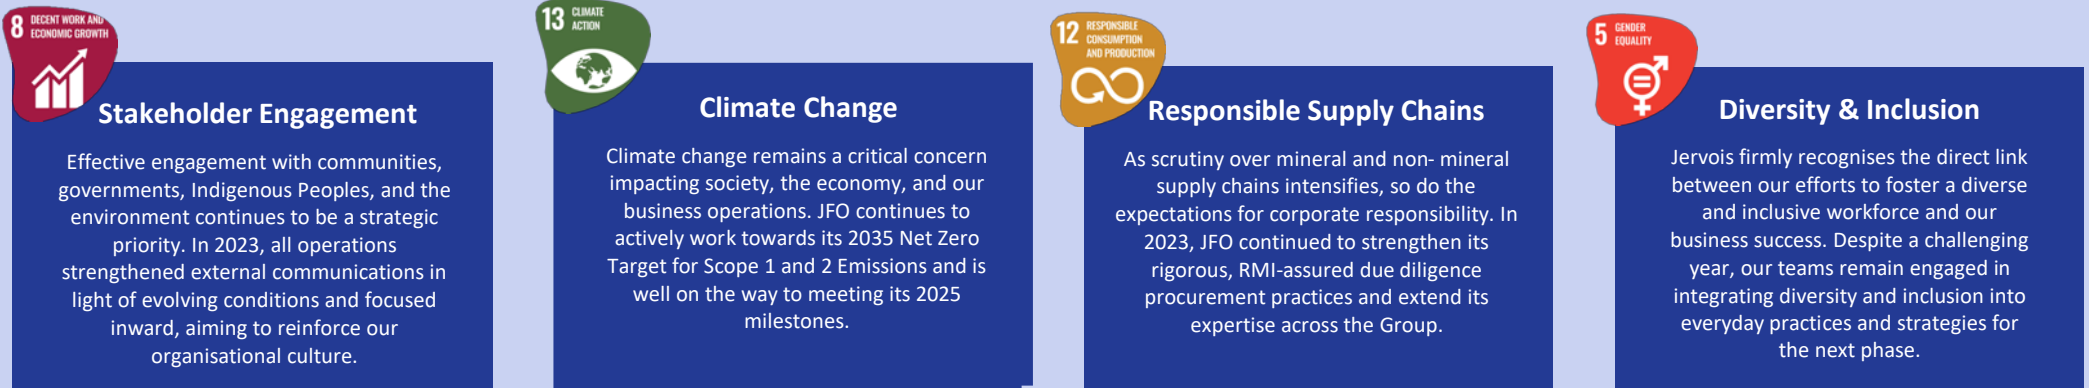 8 DECENT WORK AND
ECONOMIC GROWTH
Stakeholder Engagement
Effective engagement with communities,
governments, Indigenous Peoples, and the
environment continues to be a strategic
priority. In 2023, all operations
strengthened external communications in
light of evolving conditions and focused
inward, aiming to reinforce our
organisational culture.
13 CLIMATE
ACTION
Climate Change
Climate change remains a critical concern
impacting society, the economy, and our
business operations. JFO continues to
actively work towards its 2035 Net Zero
Target for Scope 1 and 2 Emissions and is
well on the way to meeting its 2025
milestones.
12 RESPONSIBLE
CONSUMPTION
AND PRODUCTION
Responsible Supply Chains
As scrutiny over mineral and non- mineral
supply chains intensifies, so do the
expectations for corporate responsibility. In
2023, JFO continued to strengthen its
rigorous, RMI-assured due diligence
procurement practices and extend its
expertise across the Group.
5 GENDER
EQUALITY
Diversity & Inclusion
Jervois firmly recognises the direct link
between our efforts to foster a diverse
and inclusive workforce and our
business success. Despite a challenging
year, our teams remain engaged in
integrating diversity and inclusion into
everyday practices and strategies for
the next phase.